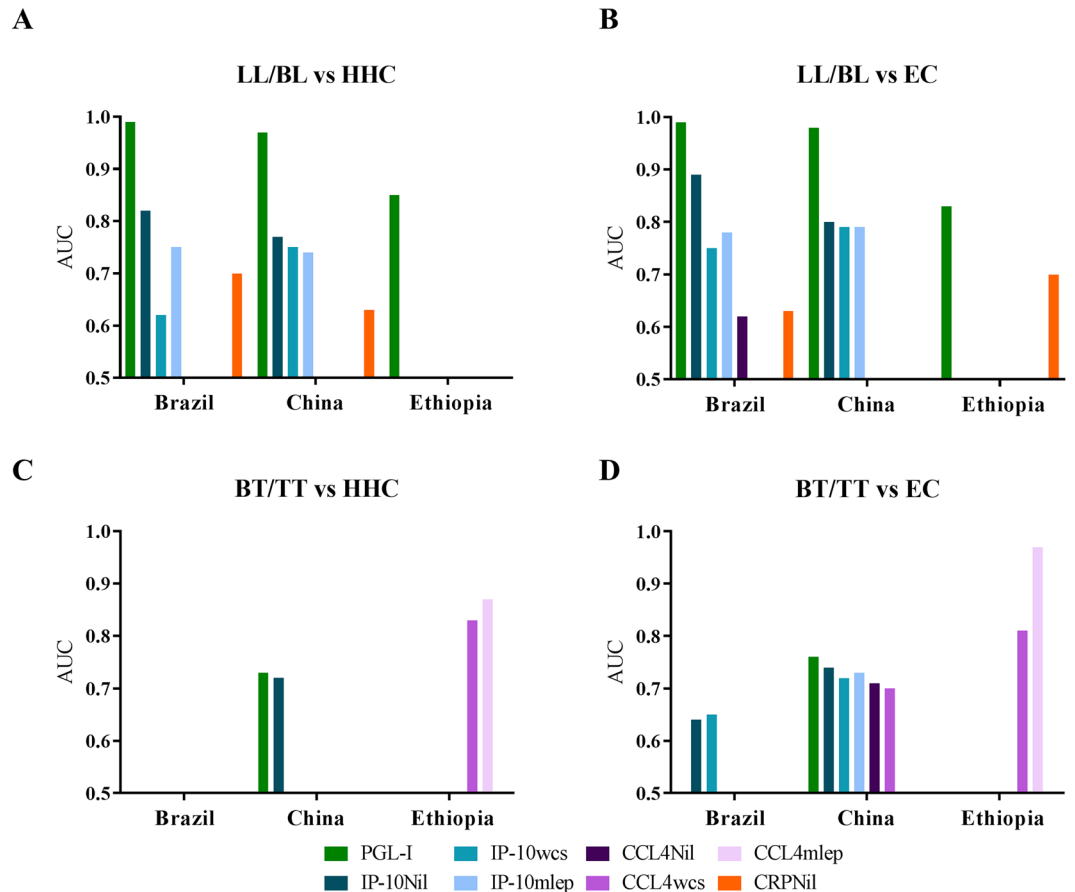 A
B
LL/BL vs HHC
LL/BL vs EC
1.0
0.9
0.8
0.7
0.6
0.5
AUC
Brazil China Ethiopia
1.0
0.9
0.8
0.7
0.6
0.5
AUC
Brazil China Ethiopia
C
D
BT/TT vs HHC
BT/TT vs EC
1.0
0.9
0.8
0.7
0.6
0.5
AUC
Brazil China Ethiopia
1.0
0.9
0.8
0.7
0.6
0.5
AUC
Brazil China Ethiopia
PGL-I IP-10wcs CCL4Nil CCL4mlep
IP-10Nil IP-10mlep CCL4wcs CRPNil